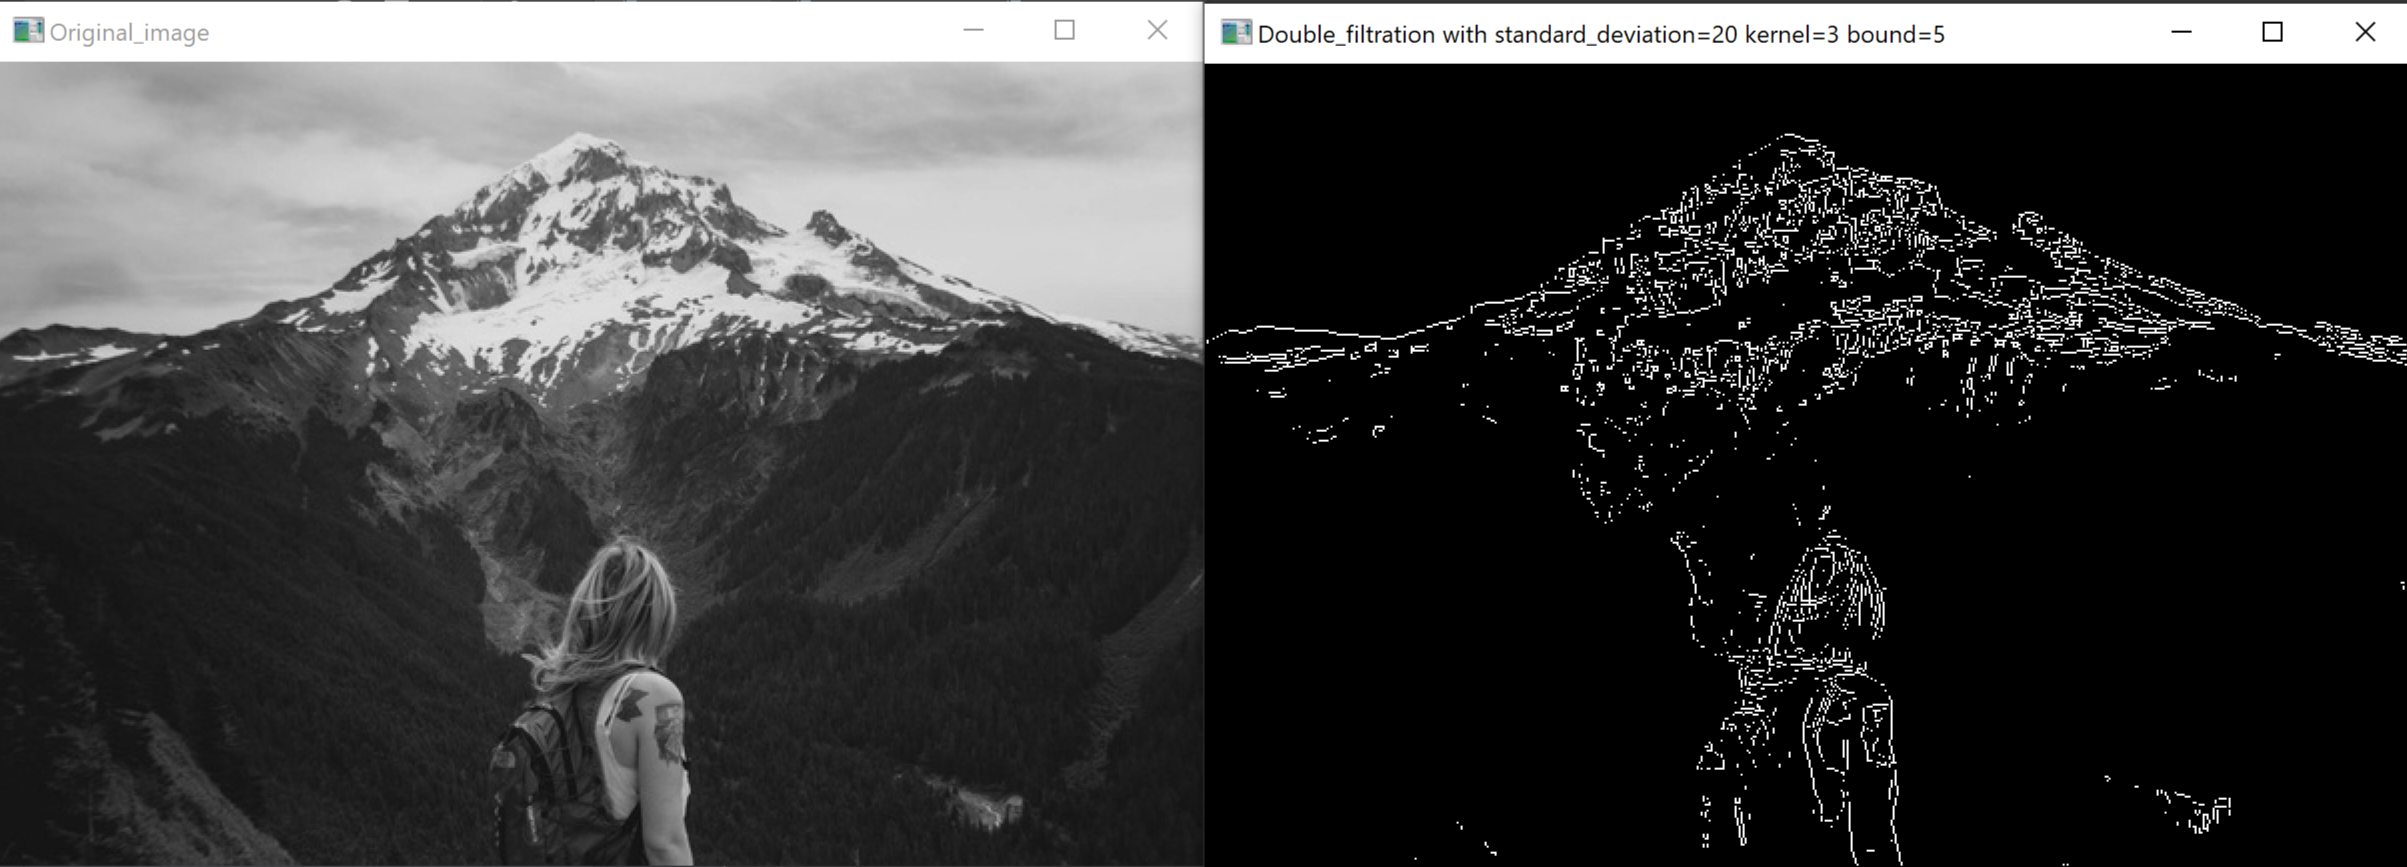 Original_image
Double_filtration with standard_deviation=20 kernel=3 bound=5